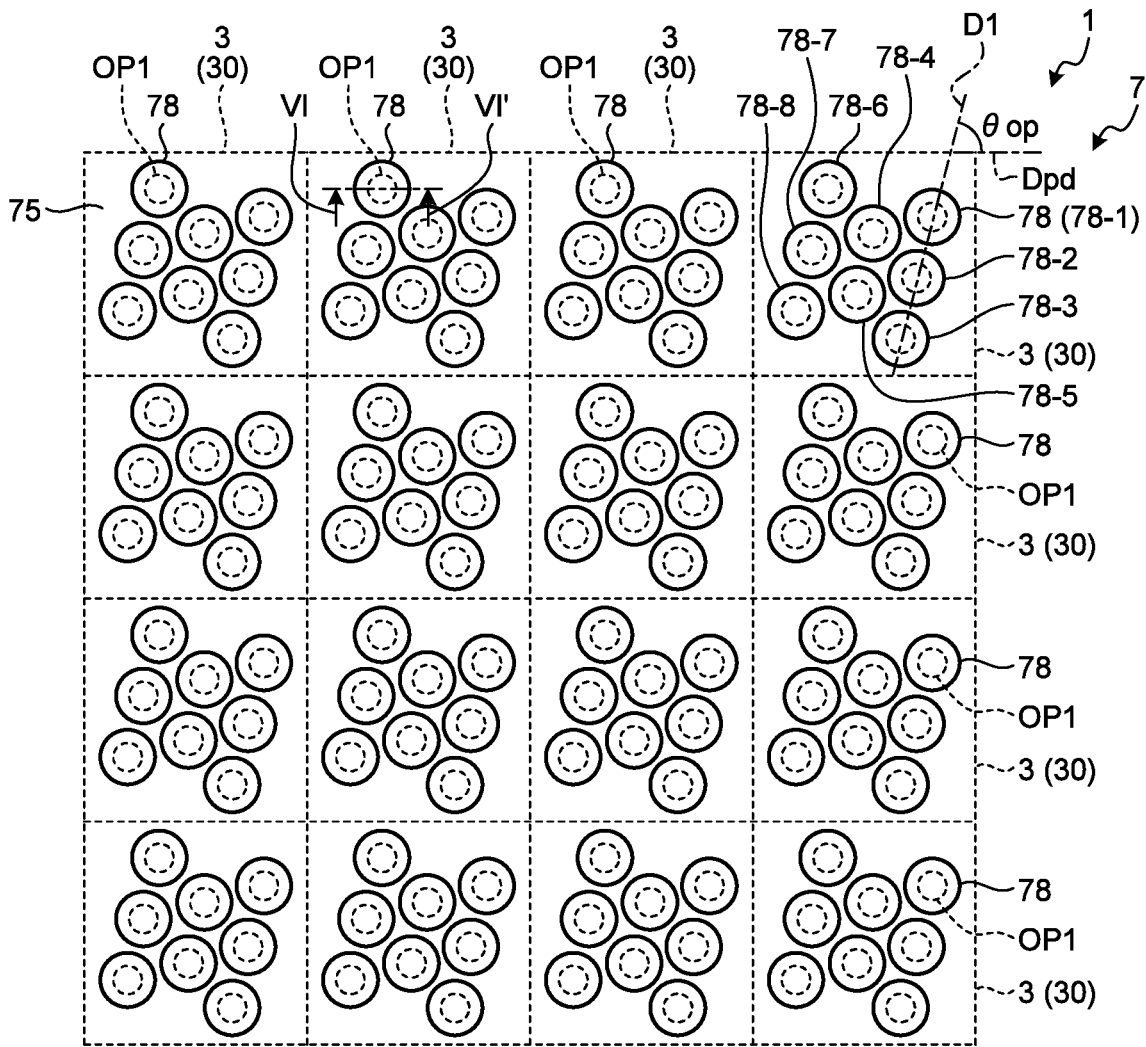 D1
1
3 3 3 78-7 78-4
OP1 (30) OP1 (30) OP1 (30) 7
78 VI 78 VI' 78 78-8 78-6 θop
Dpd
75 78 (78-1)
78-2
78-3
3 (30)
78-5
78
OP1
3 (30)
78
OP1
3 (30)
78
OP1
3 (30)